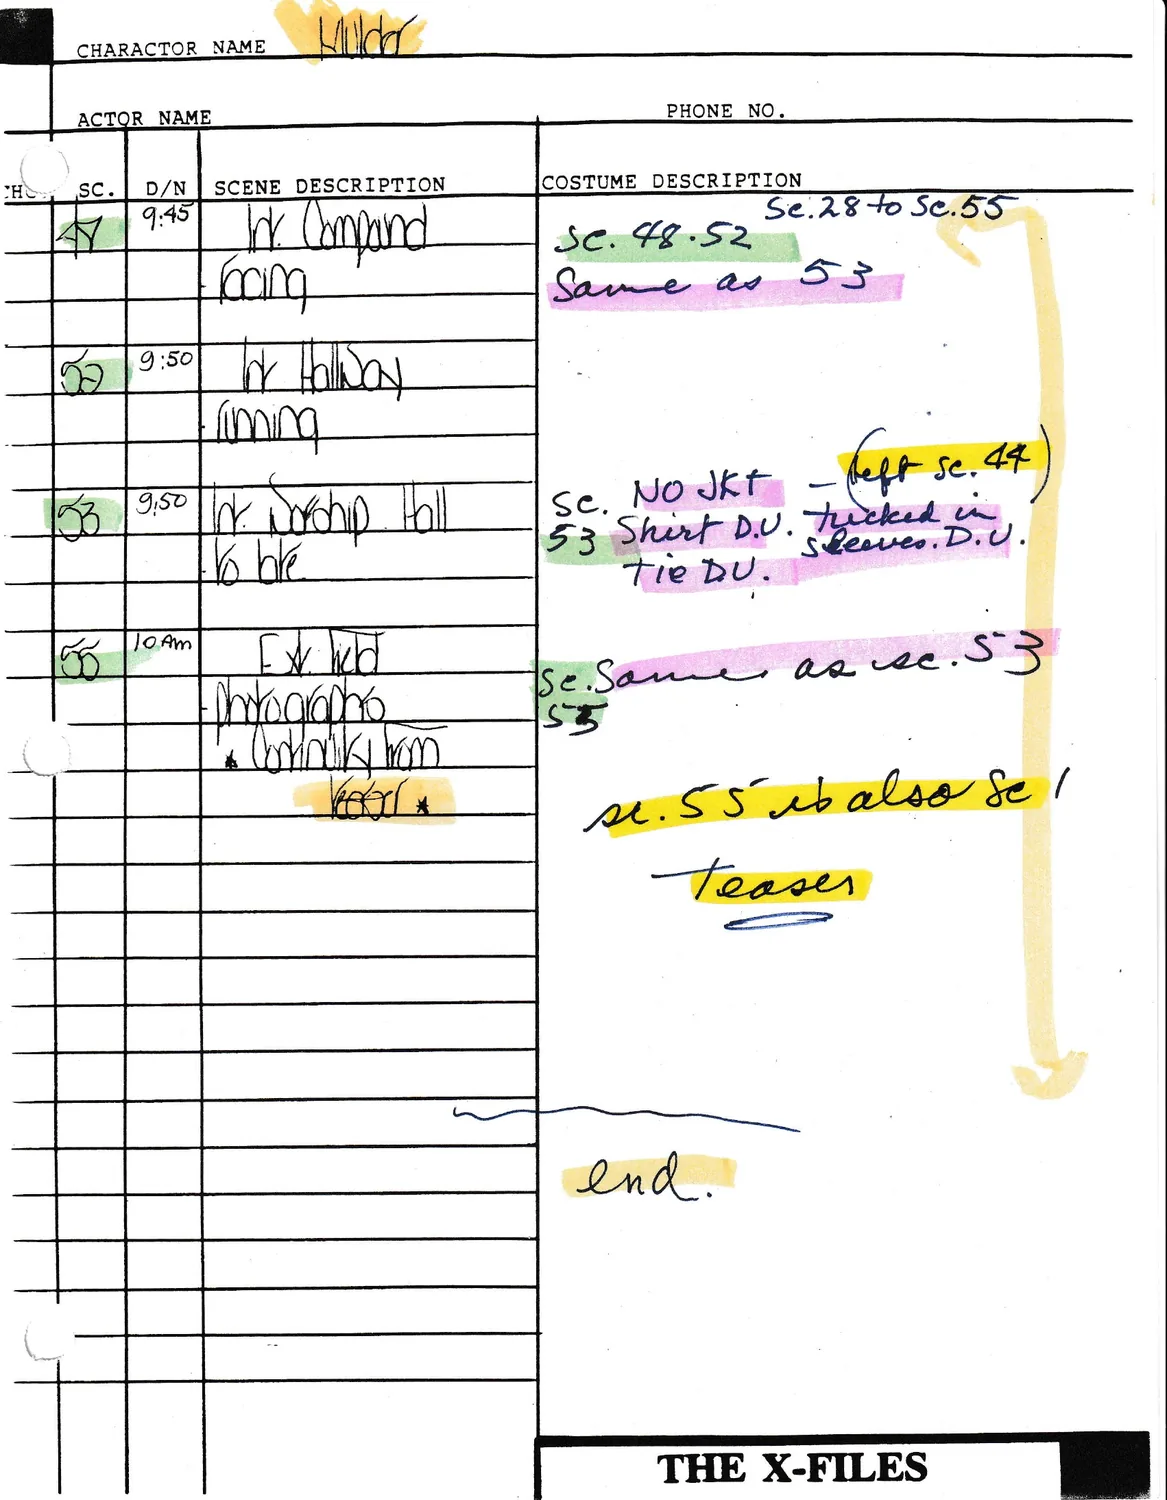 CHARACTOR NAME Mulder
ACTOR NAME
PHONE NO.
SC. D/N SCENE DESCRIPTION COSTUME DESCRIPTION
Sc.28 to Sc.55
9:45 Int. Compound
Sc. 48.52
Facing
Same as 53
52 9:50 Int Hallway
running
(left Sc. 44)
53 9:50 Int. Worship Hall
Sc. NO JKT -
53 Shirt D.U. tucked in
sleeves. D.U.
to bre
Tie D.U.
55 10 Am Ext. field
Sc. Same as sc. 53
55
photographs
* Continuity from
Teaser *
sc. 55 is also Sc 1
Teaser
end.
THE X-FILES